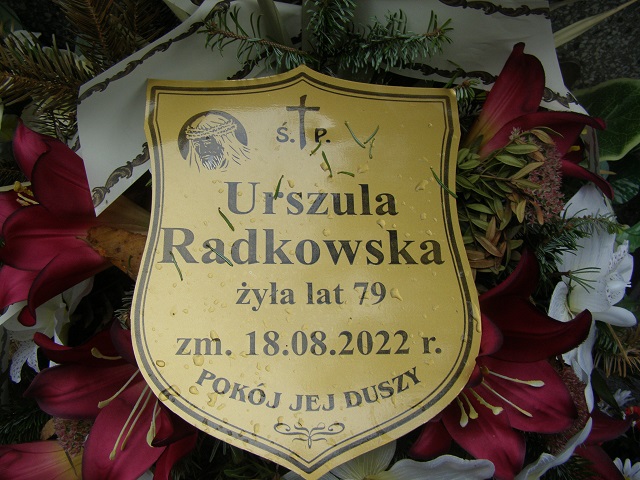 Ś. P.
Urszula
Radkowska
żyła lat 79
zm. 18.08.2022 r.
POKÓJ JEJ DUSZY